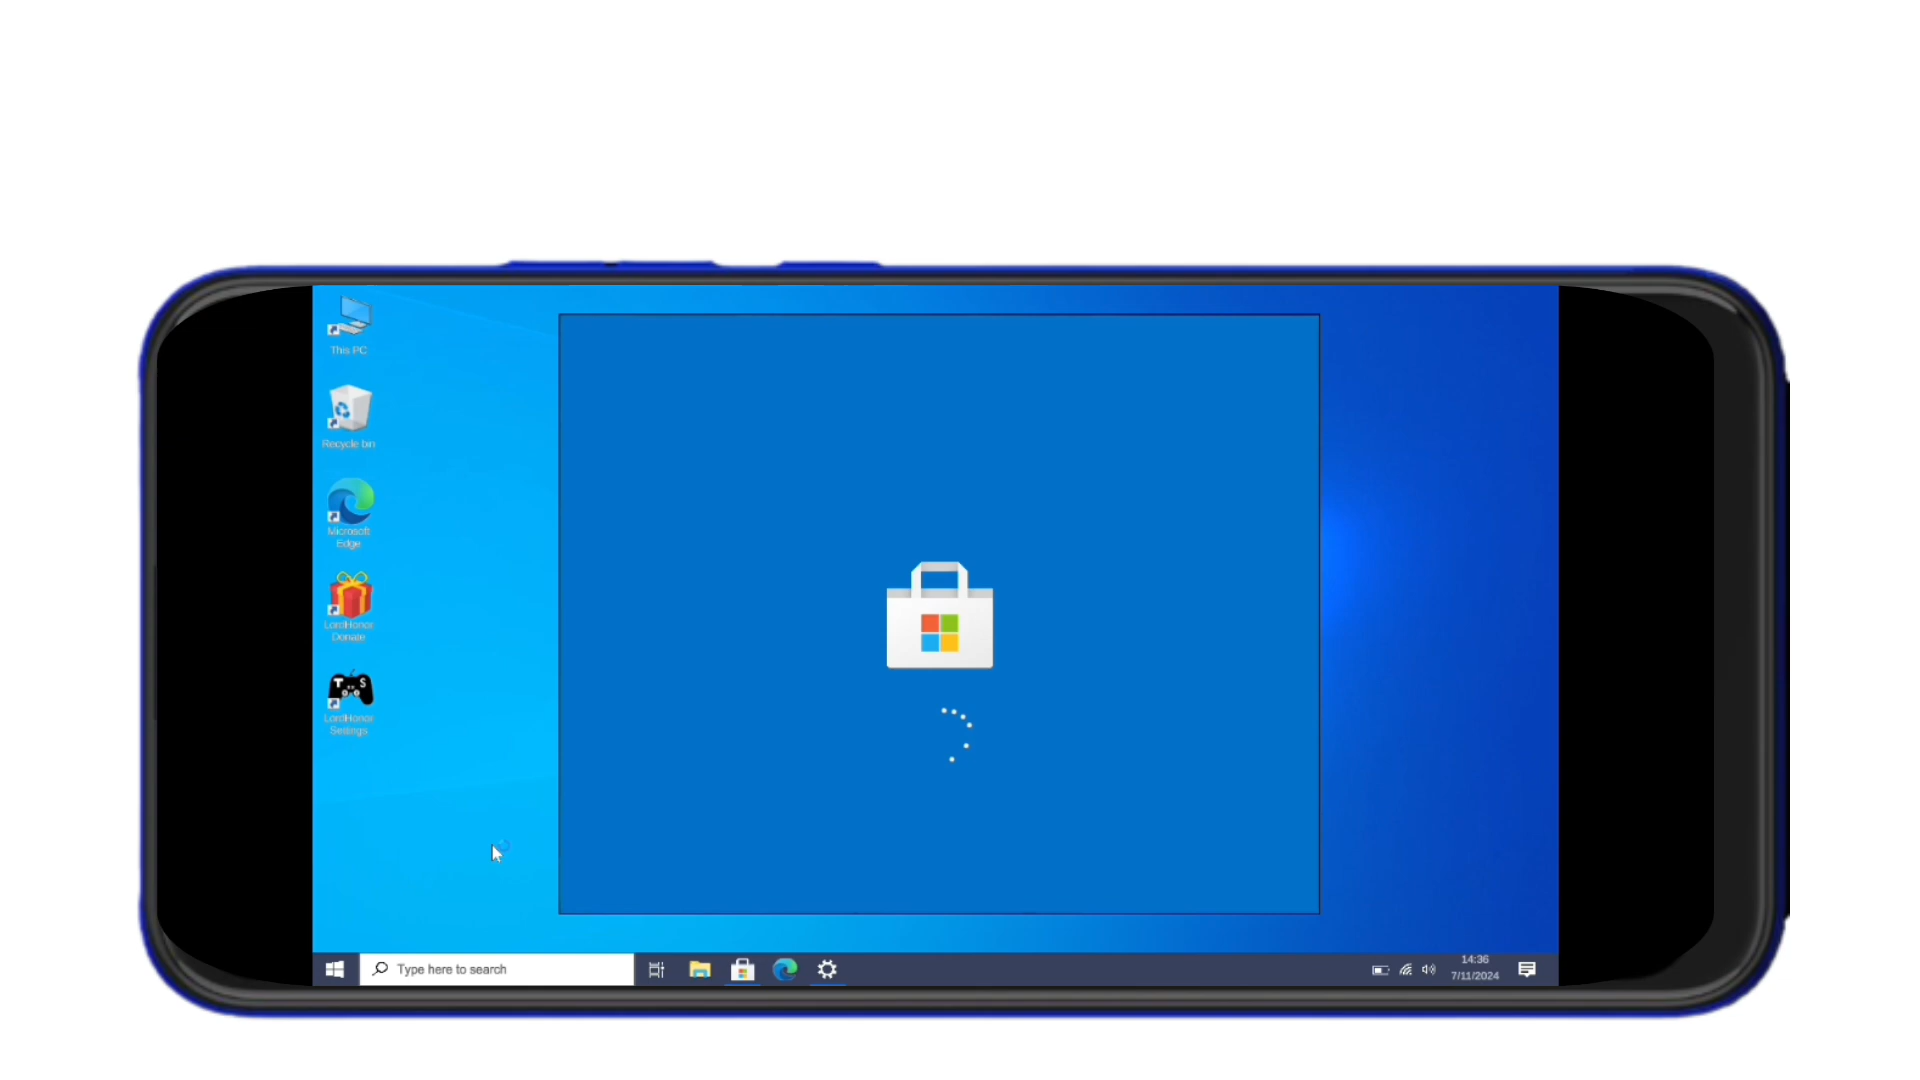 This PC
Recycle bin
Microsoft
Edge
LordHonor
Donate
T S
LordHonor
Settings
Type here to search
14:36
7/11/2024